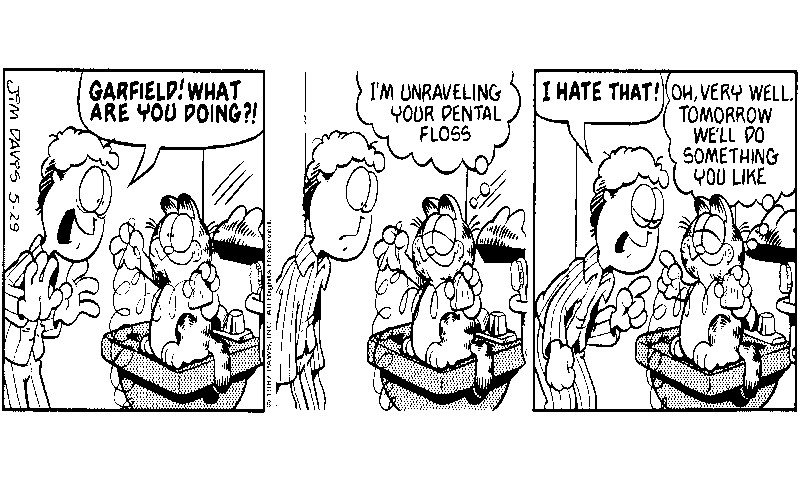 JIM DAVIS 5-29
GARFIELD! WHAT
ARE YOU DOING?!
I'M UNRAVELING
YOUR DENTAL
FLOSS
I HATE THAT!
OH, VERY WELL.
TOMORROW
WE'LL DO
SOMETHING
YOU LIKE